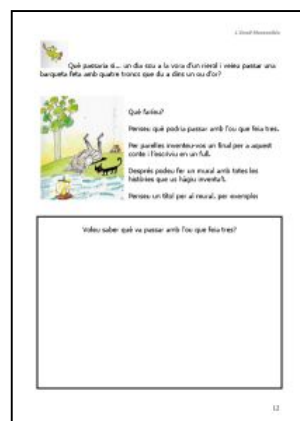 Què passaria si... un dia sou a la vora d'un rierol i veieu passar una
barqueta feta amb quatre troncs que du a dins un ou d'or?
Què faríeu?
Penseu què podria passar amb l'ou que feia tres.
Per parelles inventeu-vos un final per a aquest
conte i l'escriviu en un full.
Després podeu fer un mural amb totes les
històries que us hàgiu inventat.
Penseu un títol per al mural, per exemple:
Voleu saber què va passar amb l'ou que feia tres?
12